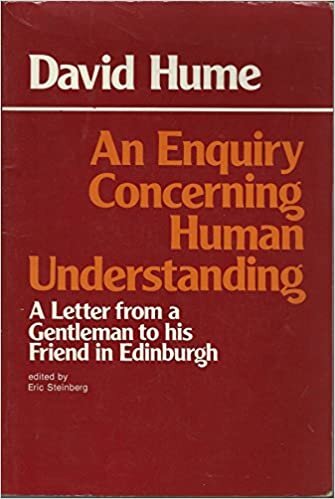 David Hume
An Enquiry
Concerning
Human
Understanding
A Letter from a
Gentleman to his
Friend in Edinburgh
edited by
Eric Steinberg